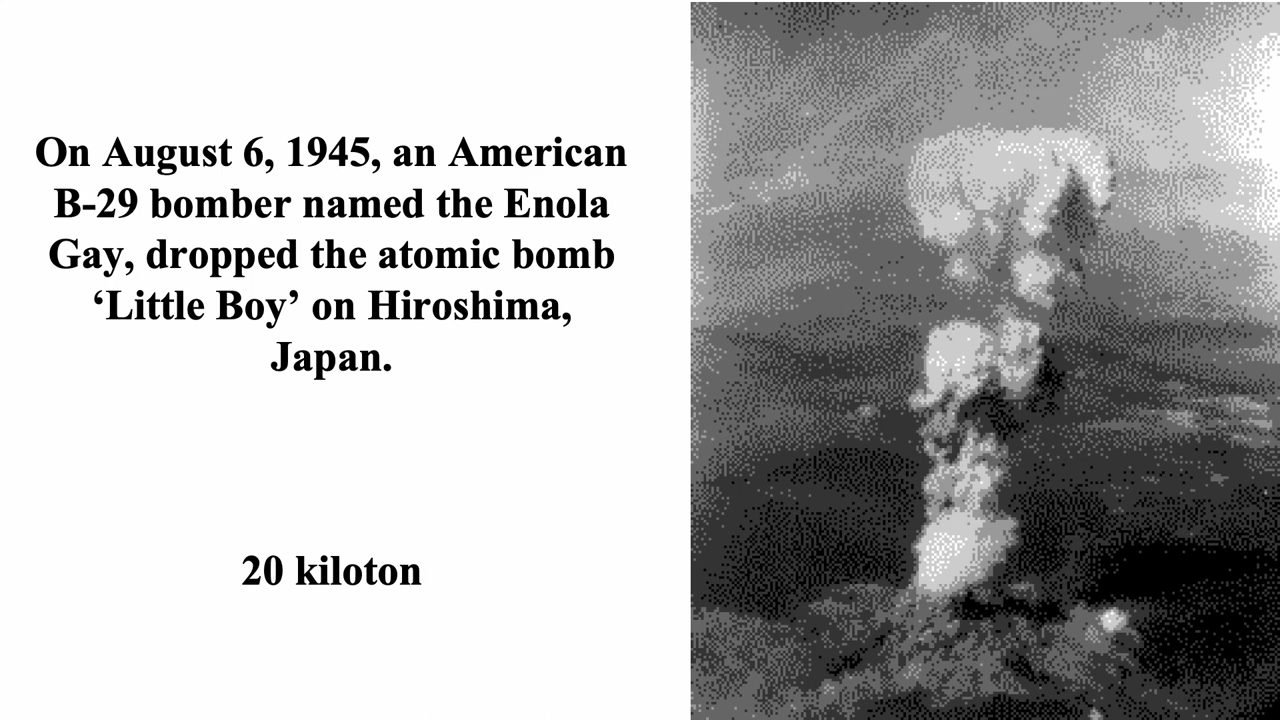 On August 6, 1945, an American
B-29 bomber named the Enola
Gay, dropped the atomic bomb
‘Little Boy’ on Hiroshima,
Japan.
20 kiloton